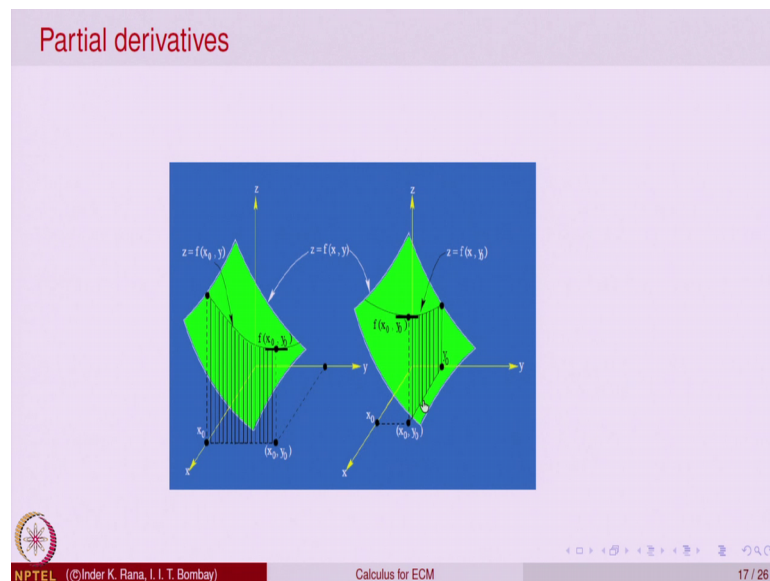 Partial derivatives
z
z
z=f(x₀, y)
z=f(x, y)
z=f(x, y₀)
f(x₀, y₀)
f(x₀, y₀)
y₀
y
y
x₀
x₀
(x₀, y₀)
(x₀, y₀)
x
x
NPTEL (©Inder K. Rana, I. I. T. Bombay) Calculus for ECM 17 / 26